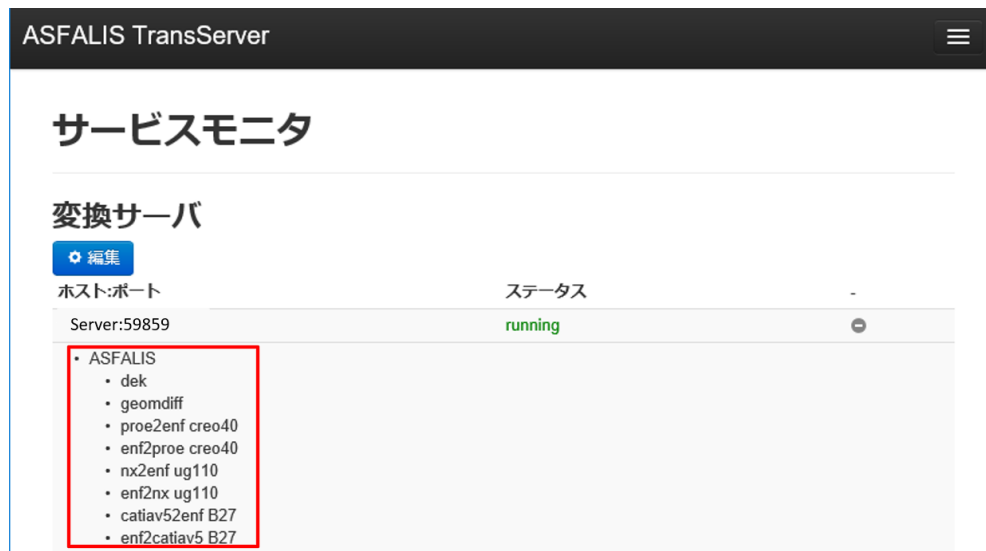 ASFALIS TransServer
サービスモニタ
変換サーバ
編集
ホスト:ポート ステータス -
Server:59859 running
• ASFALIS
• dek
• geomdiff
• proe2enf creo40
• enf2proe creo40
• nx2enf ug110
• enf2nx ug110
• catiav52enf B27
• enf2catiav5 B27